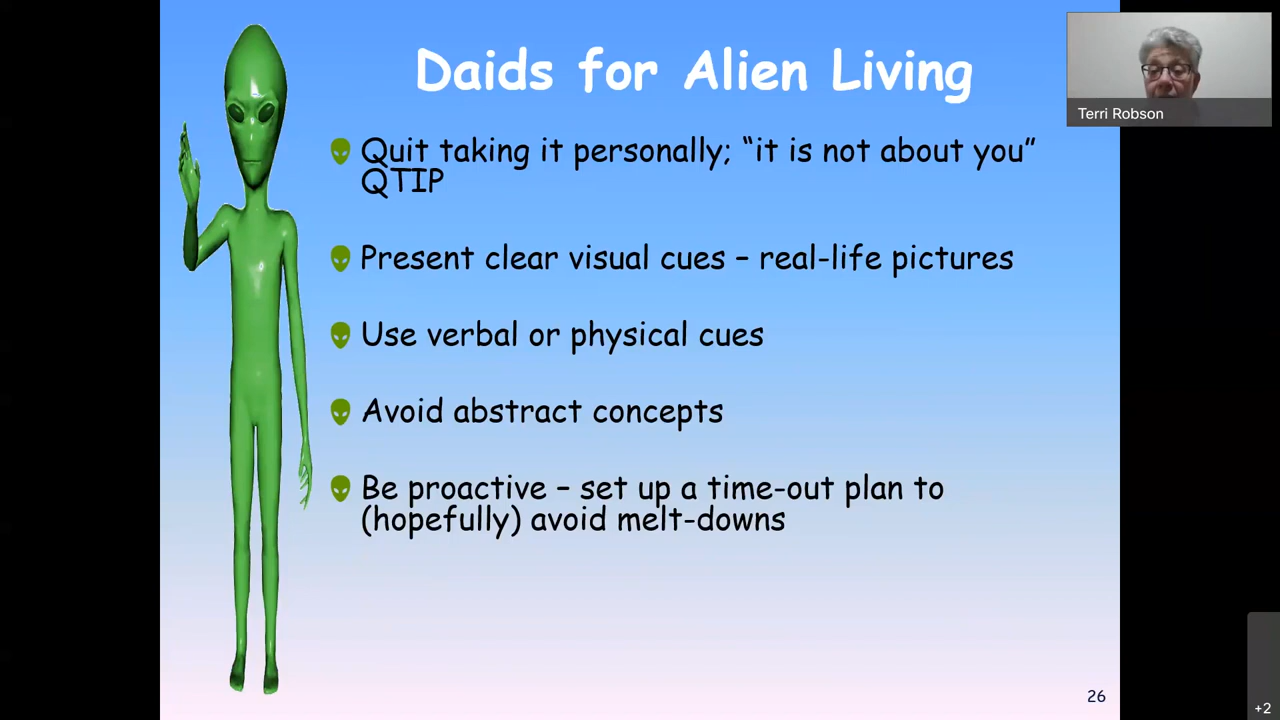 Daids for Alien Living
Terri Robson
Quit taking it personally; “it is not about you”
QTIP
Present clear visual cues – real-life pictures
Use verbal or physical cues
Avoid abstract concepts
Be proactive – set up a time-out plan to
(hopefully) avoid melt-downs
26
+2